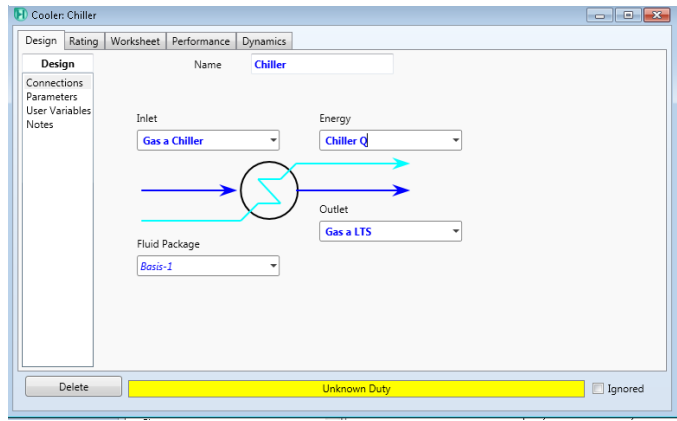 Cooler: Chiller
Design Rating Worksheet Performance Dynamics
Design
Connections
Parameters
User Variables
Notes
Name Chiller
Inlet Energy
Gas a Chiller Chiller Q
Outlet
Gas a LTS
Fluid Package
Basis-1
Delete Unknown Duty Ignored